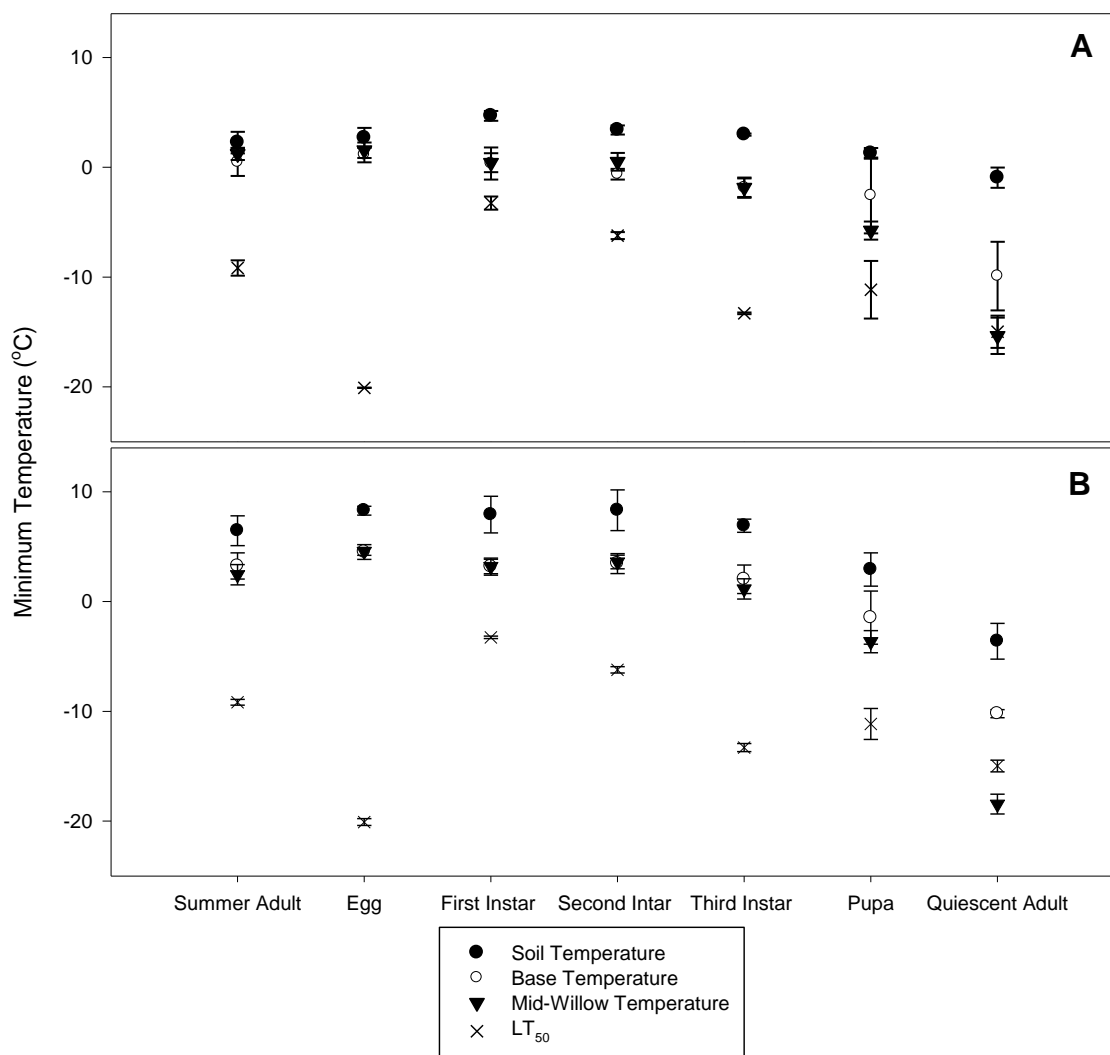 A
10
0
-10
-20
Minimum Temperature (°C)
B
10
0
-10
-20
Summer Adult Egg First Instar Second Intar Third Instar Pupa Quiescent Adult
Soil Temperature
Base Temperature
Mid-Willow Temperature
LT50